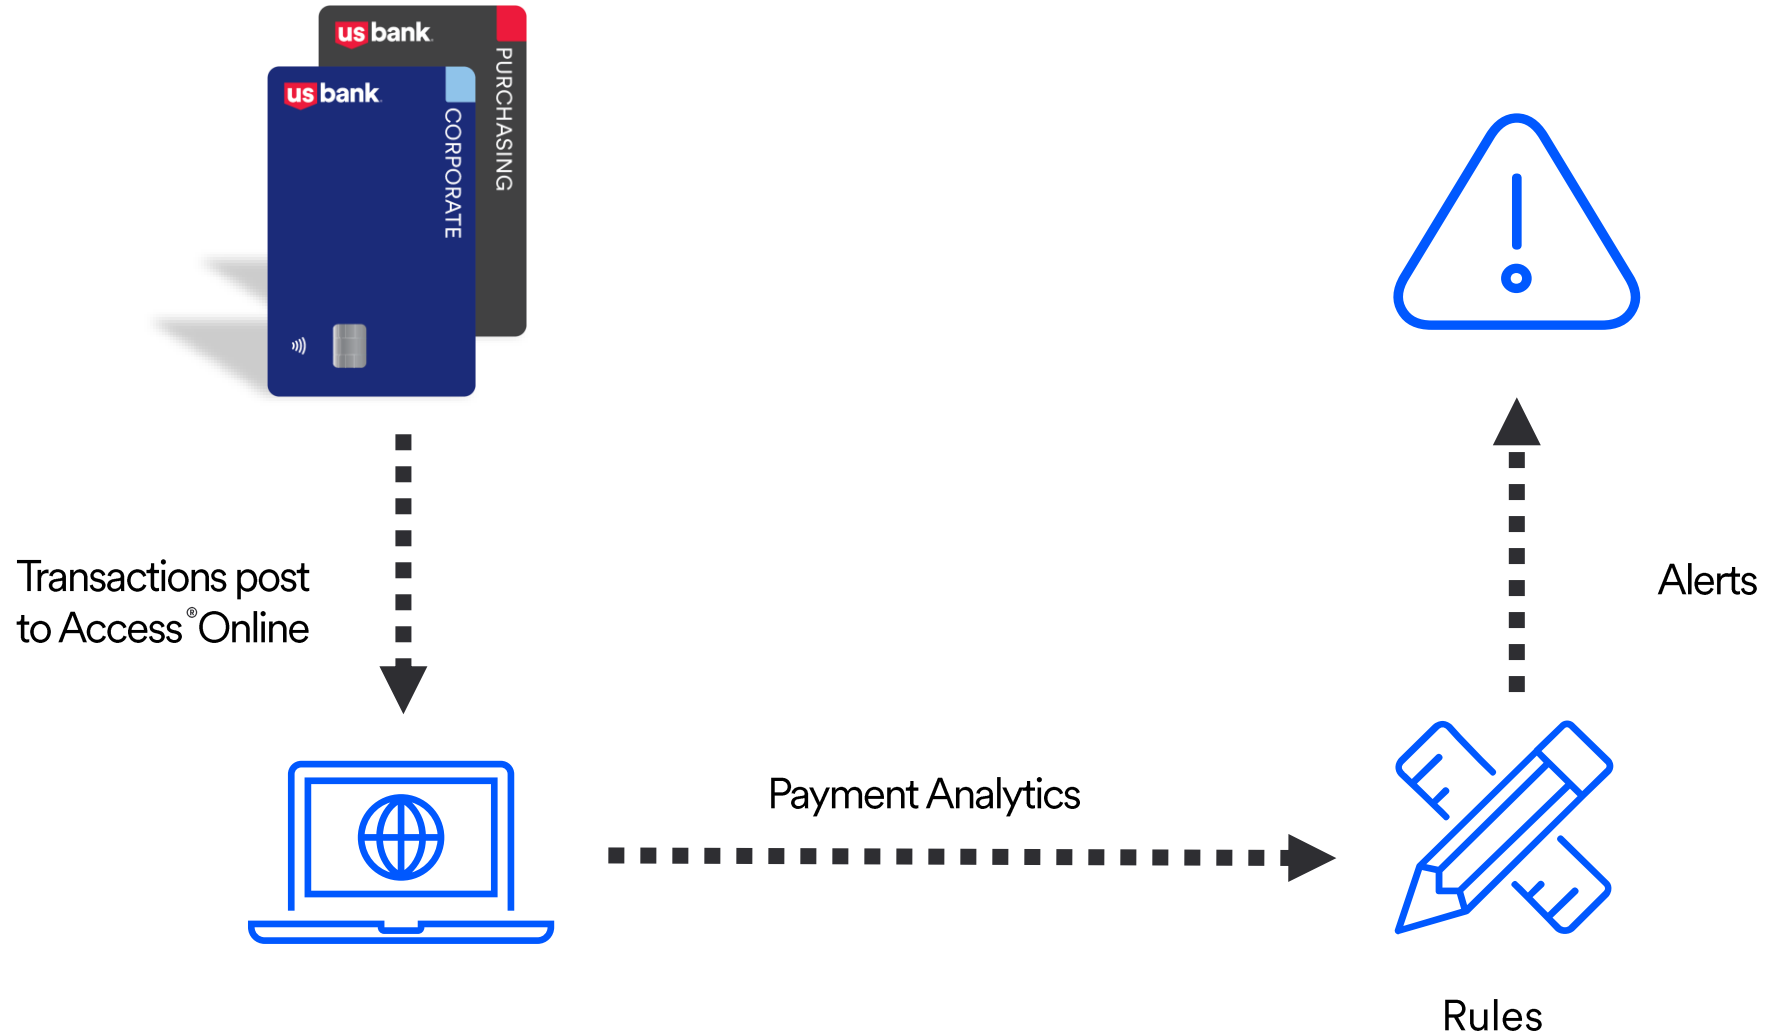 us bank
PURCHASING
us bank
CORPORATE
Transactions post
to Access® Online
Payment Analytics
Alerts
Rules